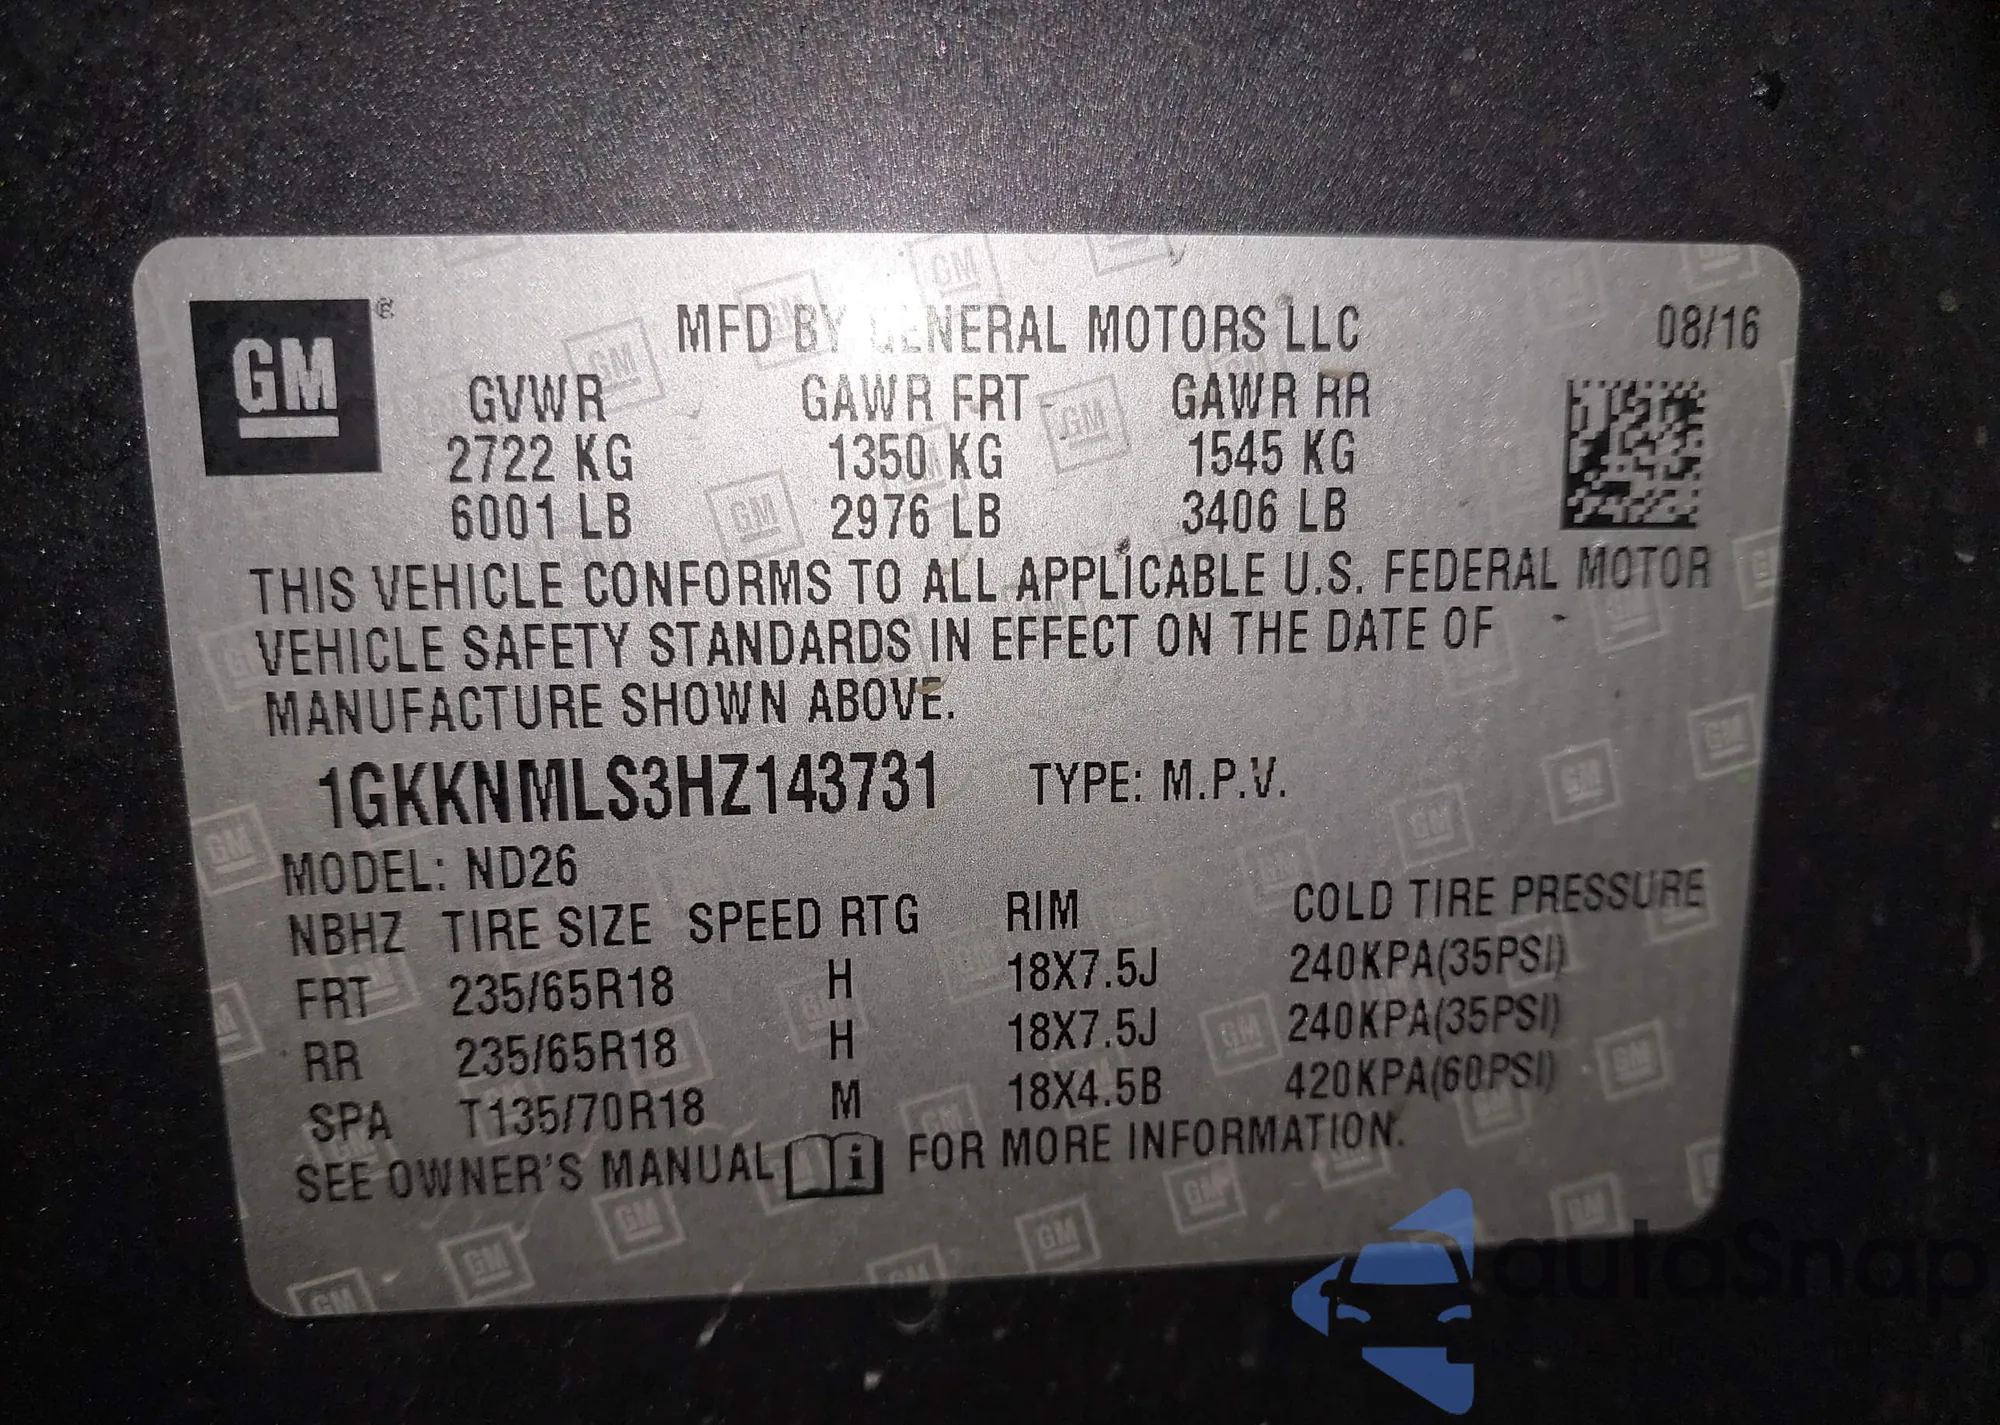 GM ®
MFD BY GENERAL MOTORS LLC 08/16
GVWR GAWR FRT GAWR RR
2722 KG 1350 KG 1545 KG
6001 LB 2976 LB 3406 LB
THIS VEHICLE CONFORMS TO ALL APPLICABLE U.S. FEDERAL MOTOR
VEHICLE SAFETY STANDARDS IN EFFECT ON THE DATE OF
MANUFACTURE SHOWN ABOVE.
1GKKNMLS3HZ143731 TYPE: M.P.V.
MODEL: ND26
NBHZ TIRE SIZE SPEED RTG RIM COLD TIRE PRESSURE
FRT 235/65R18 H 18X7.5J 240KPA(35PSI)
RR 235/65R18 H 18X7.5J 240KPA(35PSI)
SPA T135/70R18 M 18X4.5B 420KPA(60PSI)
SEE OWNER'S MANUAL i FOR MORE INFORMATION.
autoSnap